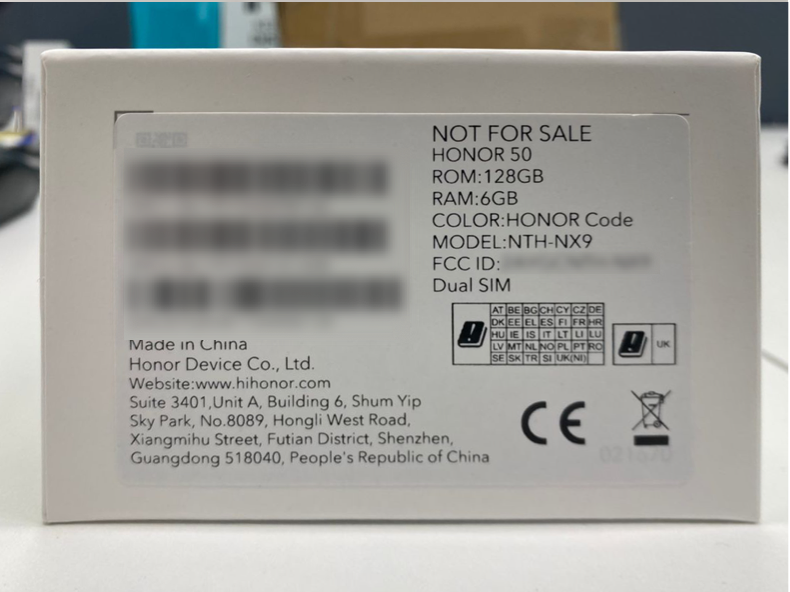 NOT FOR SALE
HONOR 50
ROM:128GB
RAM:6GB
COLOR:HONOR Code
MODEL:NTH-NX9
FCC ID:
Dual SIM
AT BE BG CH CY CZ DE
DK EE EL ES FI FR HR
HU IE IS IT LT LI LU
LV MT NL NO PL PT RO
SE SK TR SI UK(NI)
UK
Made in China
Honor Device Co., Ltd.
Website:www.hihonor.com
Suite 3401,Unit A, Building 6, Shum Yip
Sky Park, No.8089, Hongli West Road,
Xiangmihu Street, Futian District, Shenzhen,
Guangdong 518040, People's Republic of China
CE